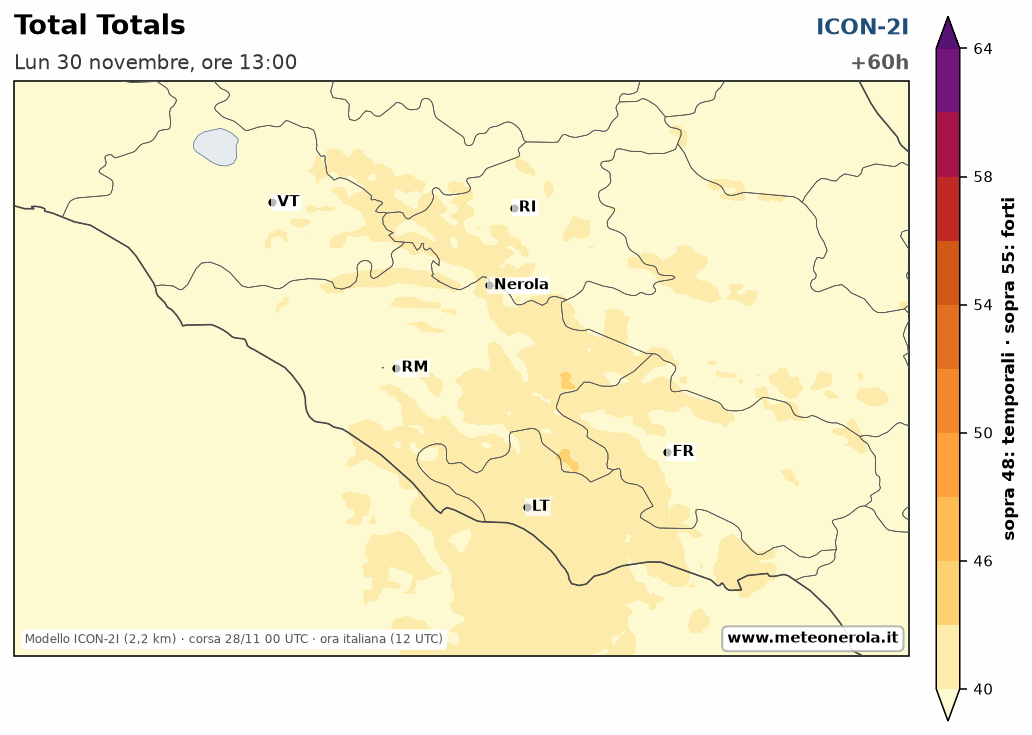 Total Totals
ICON-2I
Lun 30 novembre, ore 13:00
+60h
VT
RI
Nerola
RM
FR
LT
Modello ICON-2I (2,2 km) · corsa 28/11 00 UTC · ora italiana (12 UTC)
www.meteonerola.it
64
58
54
50
46
40
sopra 48: temporali · sopra 55: forti